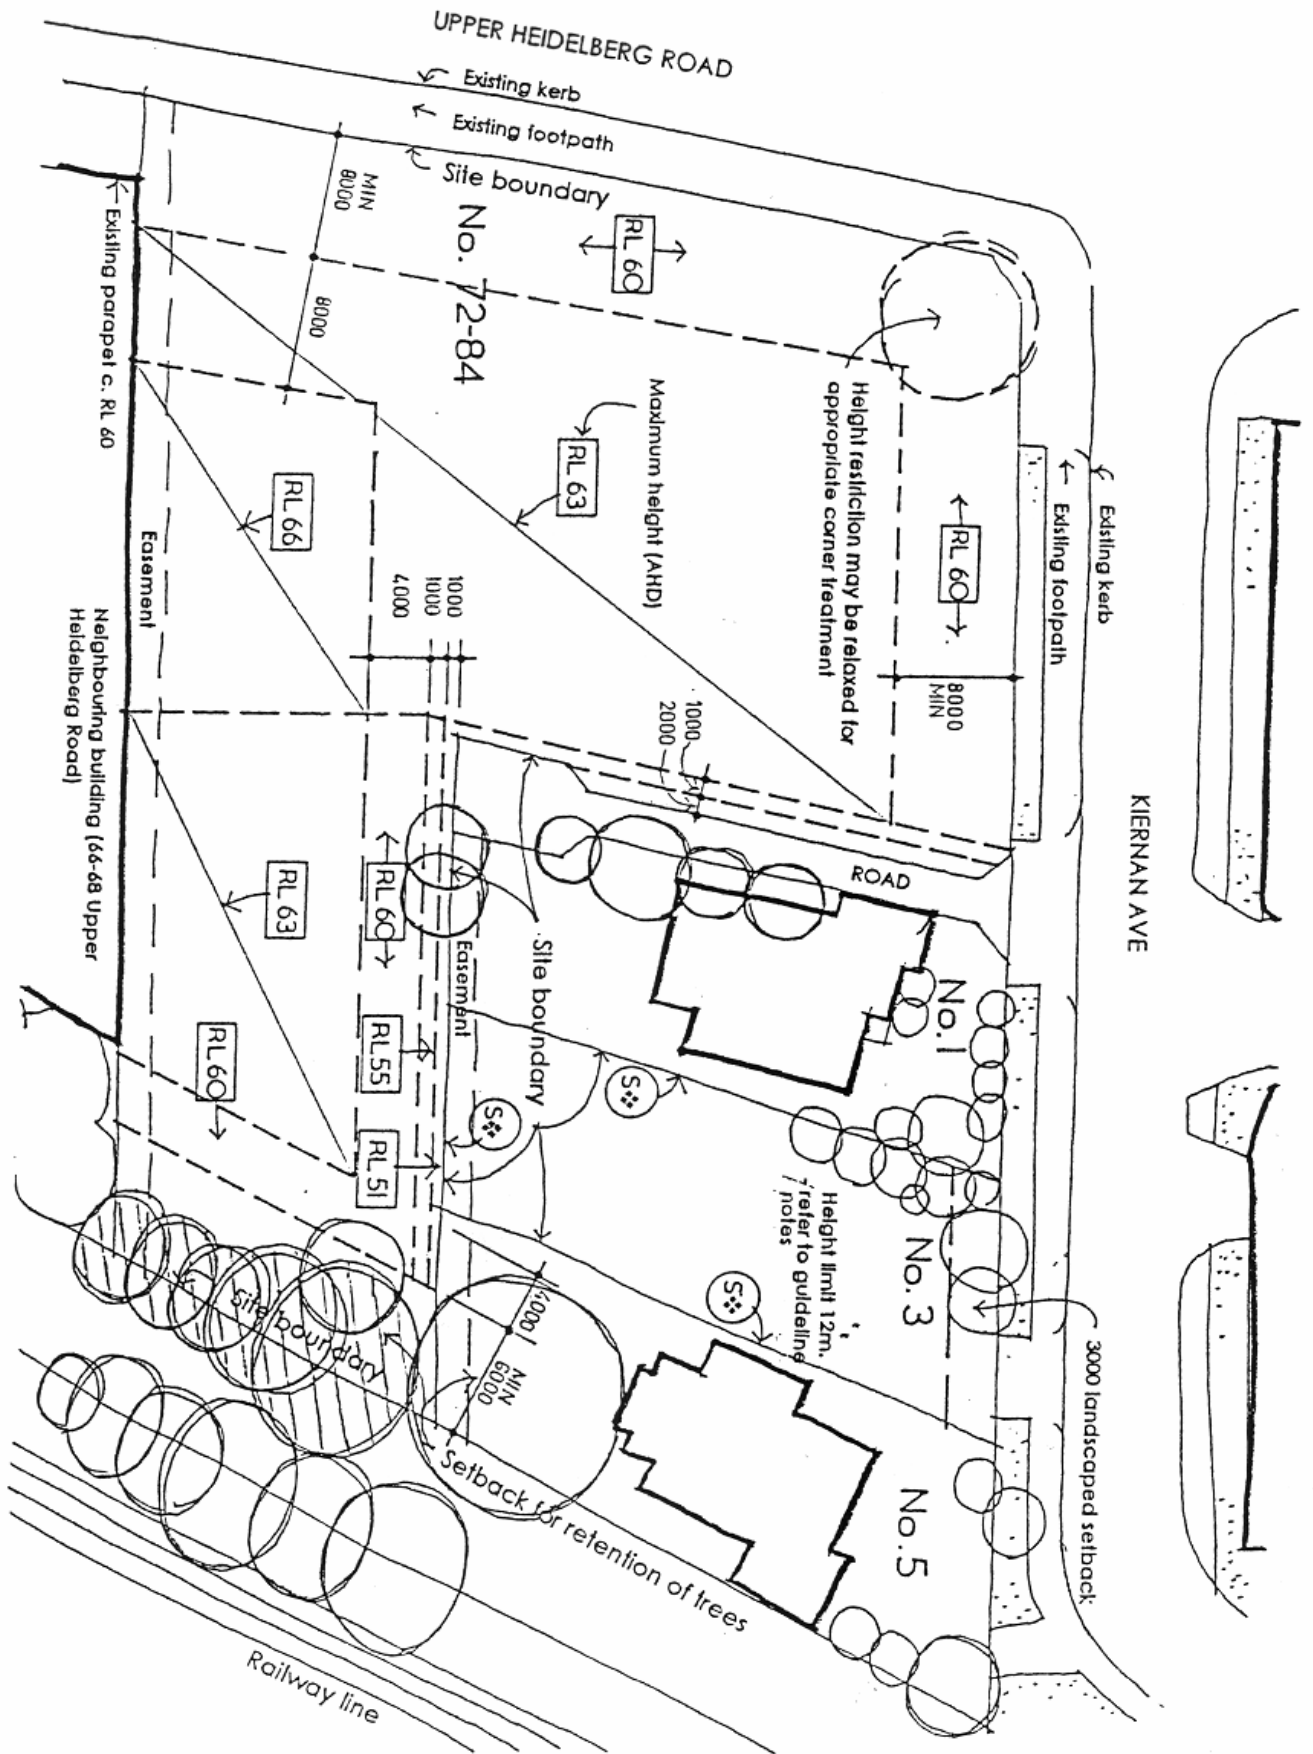 UPPER HEIDELBERG ROAD
Existing kerb
Existing footpath
Site boundary
MIN
8000
8000
No. 72-84
RL 60
Existing parapet c. RL 60
Maximum height (AHD)
RL 63
Height restriction may be relaxed for
appropriate corner treatment
RL 60
Existing kerb
Existing footpath
8000
MIN
KIERNAN AVE
RL 66
Easement
Neighbouring building (66-68 Upper
Heidelberg Road)
1000
1000
4000
1000
2000
ROAD
Site boundary
Easement
RL 63
RL 60
RL 55
RL 51
RL 60
No.1
S
S
S
Height limit 12m.
refer to guideline
notes
No. 3
3000 landscaped setback
No. 5
4000
MIN
6000
Site boundary
Setback for retention of trees
Railway line